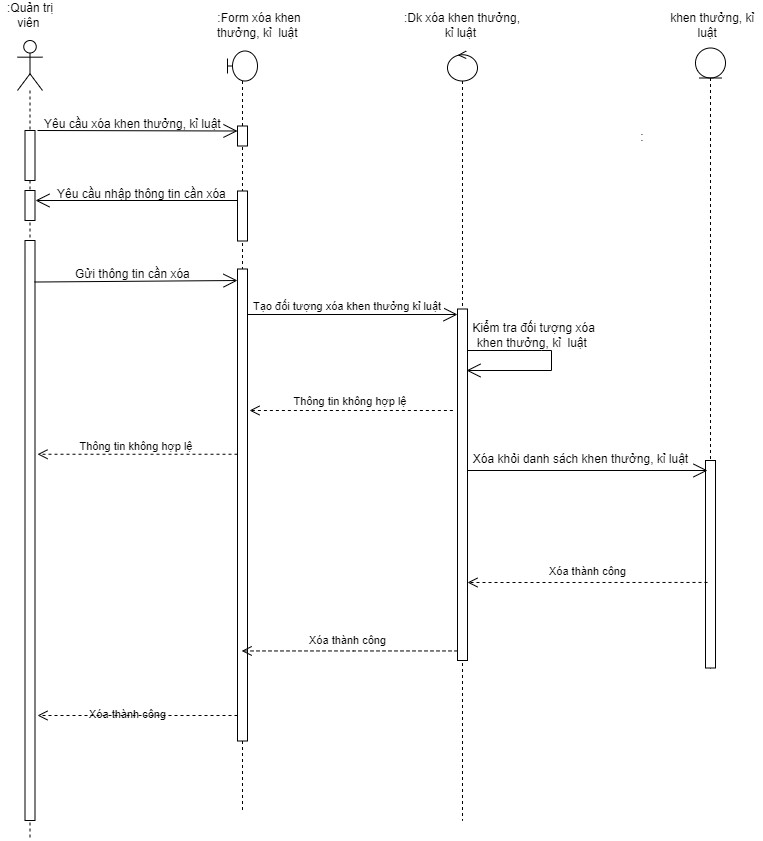 :Quản trị
viên
:Form xóa khen
thưởng, kỉ luật
:Dk xóa khen thưởng,
kỉ luật
khen thưởng, kỉ
luật
Yêu cầu xóa khen thưởng, kỉ luật
:
Yêu cầu nhập thông tin cần xóa
Gửi thông tin cần xóa
Tạo đối tượng xóa khen thưởng kỉ luật
Kiểm tra đối tượng xóa
khen thưởng, kỉ luật
Thông tin không hợp lệ
Thông tin không hợp lệ
Xóa khỏi danh sách khen thưởng, kỉ luật
Xóa thành công
Xóa thành công
Xóa thành công